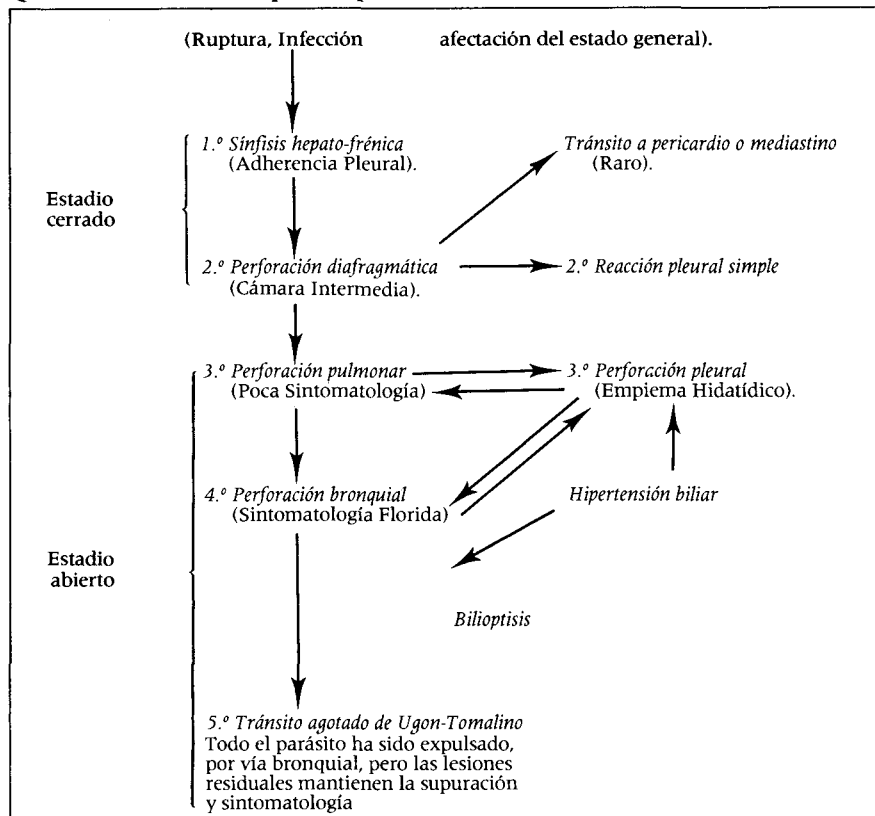 (Ruptura, Infección afectación del estado general).
1.º Sínfisis hepato-frénica
(Adherencia Pleural).
Tránsito a pericardio o mediastino
(Raro).
Estadio
cerrado
2.º Perforación diafragmática
(Cámara Intermedia).
2.º Reacción pleural simple
3.º Perforación pulmonar
(Poca Sintomatología)
3.º Perforcción pleural
(Empiema Hidatídico).
4.º Perforación bronquial
(Sintomatología Florida)
Hipertensión biliar
Estadio
abierto
Bilioptisis
5.º Tránsito agotado de Ugon-Tomalino
Todo el parásito ha sido expulsado,
por vía bronquial, pero las lesiones
residuales mantienen la supuración
y sintomatología